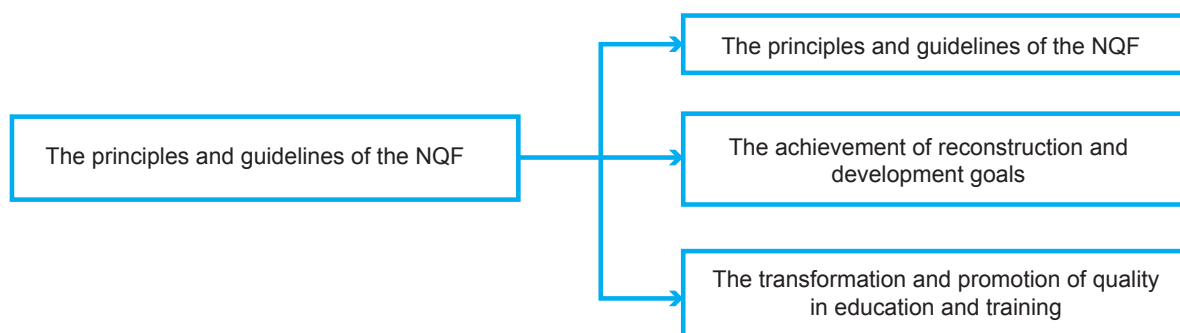 The principles and guidelines of the NQF
The principles and guidelines of the NQF
The achievement of reconstruction and
development goals
The transformation and promotion of quality
in education and training